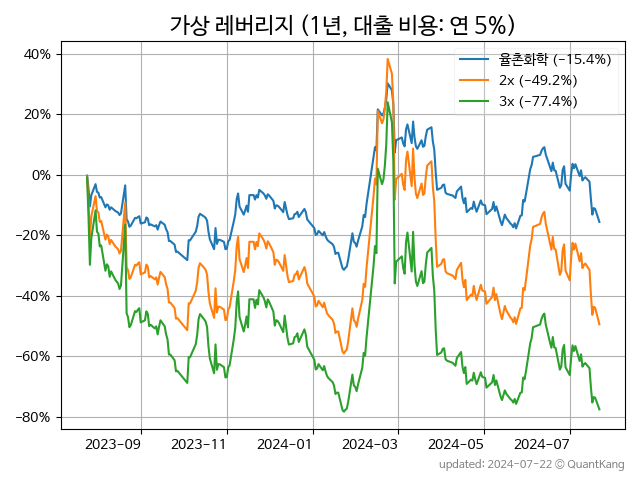 가상 레버리지 (1년, 대출 비용: 연 5%)
율촌화학 (-15.4%)
2x (-49.2%)
3x (-77.4%)
40%
20%
0%
-20%
-40%
-60%
-80%
2023-09
2023-11
2024-01
2024-03
2024-05
2024-07
updated: 2024-07-22 © QuantKang